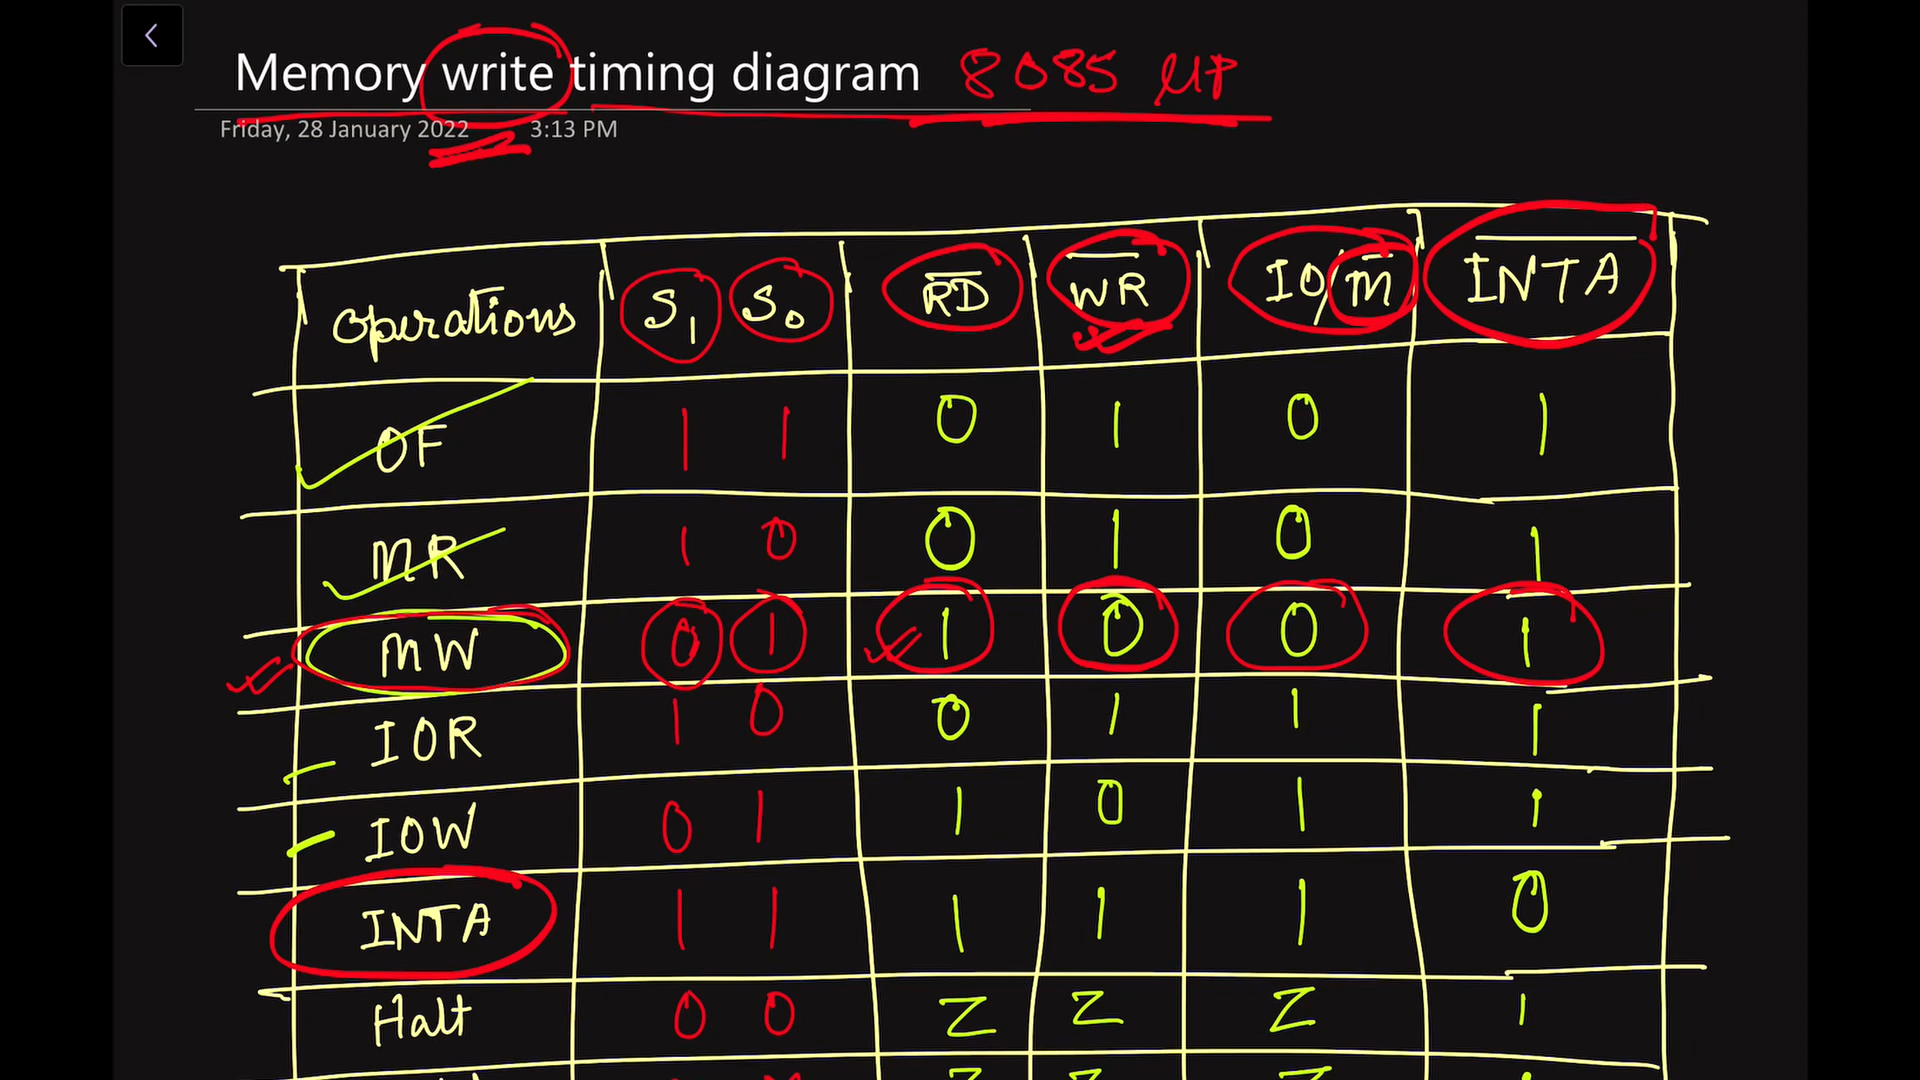 Memory write timing diagram 8085 μP
Friday, 28 January 2022 3:13 PM
Operations S₁ S₀ R̅D̅ W̅R̅ IO/M̅ I̅N̅T̅A̅
OF 1 1 0 1 0 1
MR 1 0 0 1 0 1
MW 0 1 1 0 0 1
IOR 1 0 0 1 1 1
IOW 0 1 1 0 1 1
INTA 1 1 1 1 1 0
Halt 0 0 Z Z Z 1